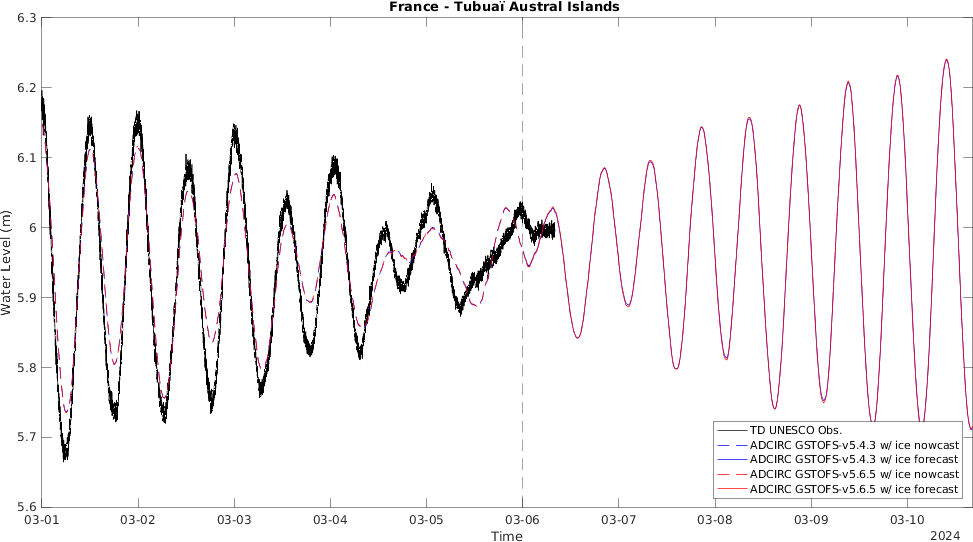 France - Tubuaï Austral Islands
6.3
6.2
6.1
6
5.9
5.8
5.7
5.6
Water Level (m)
TD UNESCO Obs.
ADCIRC GSTOFS-v5.4.3 w/ ice nowcast
ADCIRC GSTOFS-v5.4.3 w/ ice forecast
ADCIRC GSTOFS-v5.6.5 w/ ice nowcast
ADCIRC GSTOFS-v5.6.5 w/ ice forecast
03-01 03-02 03-03 03-04 03-05 03-06 03-07 03-08 03-09 03-10
Time
2024